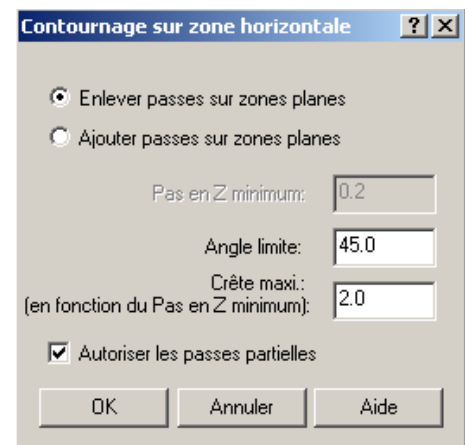 Contournage sur zone horizontale
Enlever passes sur zones planes
Ajouter passes sur zones planes
Pas en Z minimum: 0.2
Angle limite: 45.0
Crête maxi.:
(en fonction du Pas en Z minimum): 2.0
Autoriser les passes partielles
OK Annuler Aide